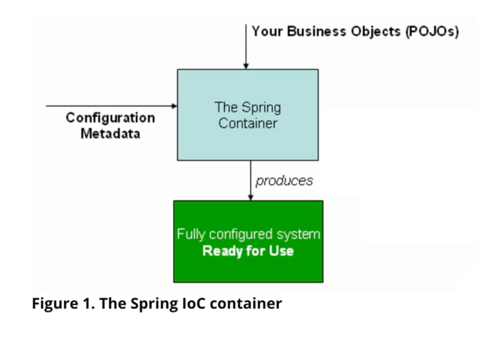 Your Business Objects (POJOs)
The Spring
Container
Configuration
Metadata
produces
Fully configured system
Ready for Use
Figure 1. The Spring IoC container